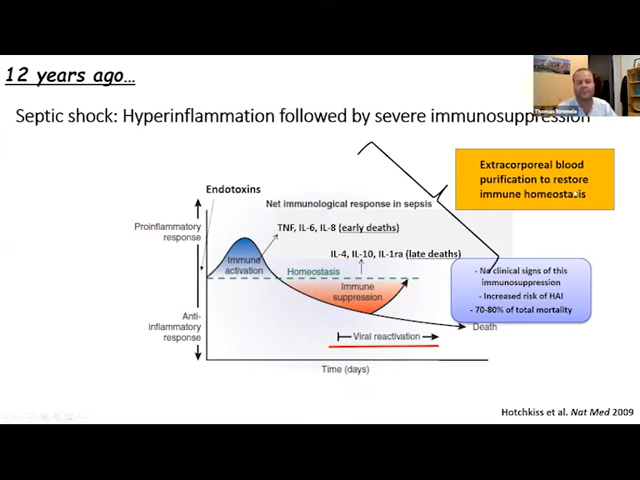 12 years ago…
Septic shock: Hyperinflammation followed by severe immunosuppression
Thomas Rimmelé
Extracorporeal blood
purification to restore
immune homeostasis
Endotoxins
Net immunological response in sepsis
Proinflammatory
response
TNF, IL-6, IL-8 (early deaths)
IL-4, IL-10, IL-1ra (late deaths)
Immune
activation
Homeostasis
Immune
suppression
- No clinical signs of this
immunosuppression
- Increased risk of HAI
- 70-80% of total mortality
Anti-
inflammatory
response
Viral reactivation
Death
Time (days)
Hotchkiss et al. Nat Med 2009